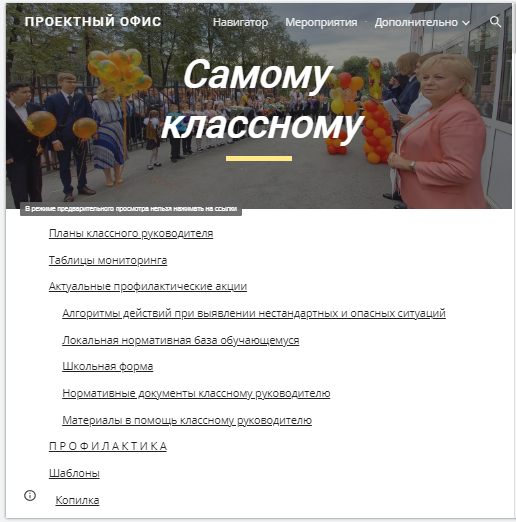 ПРОЕКТНЫЙ ОФИС Навигатор Мероприятия Дополнительно
Самому
классному
В режиме предварительного просмотра нельзя нажимать на ссылки
Планы классного руководителя
Таблицы мониторинга
Актуальные профилактические акции
Алгоритмы действий при выявлении нестандартных и опасных ситуаций
Локальная нормативная база обучающемуся
Школьная форма
Нормативные документы классному руководителю
Материалы в помощь классному руководителю
П Р О Ф И Л А К Т И К А
Шаблоны
Копилка